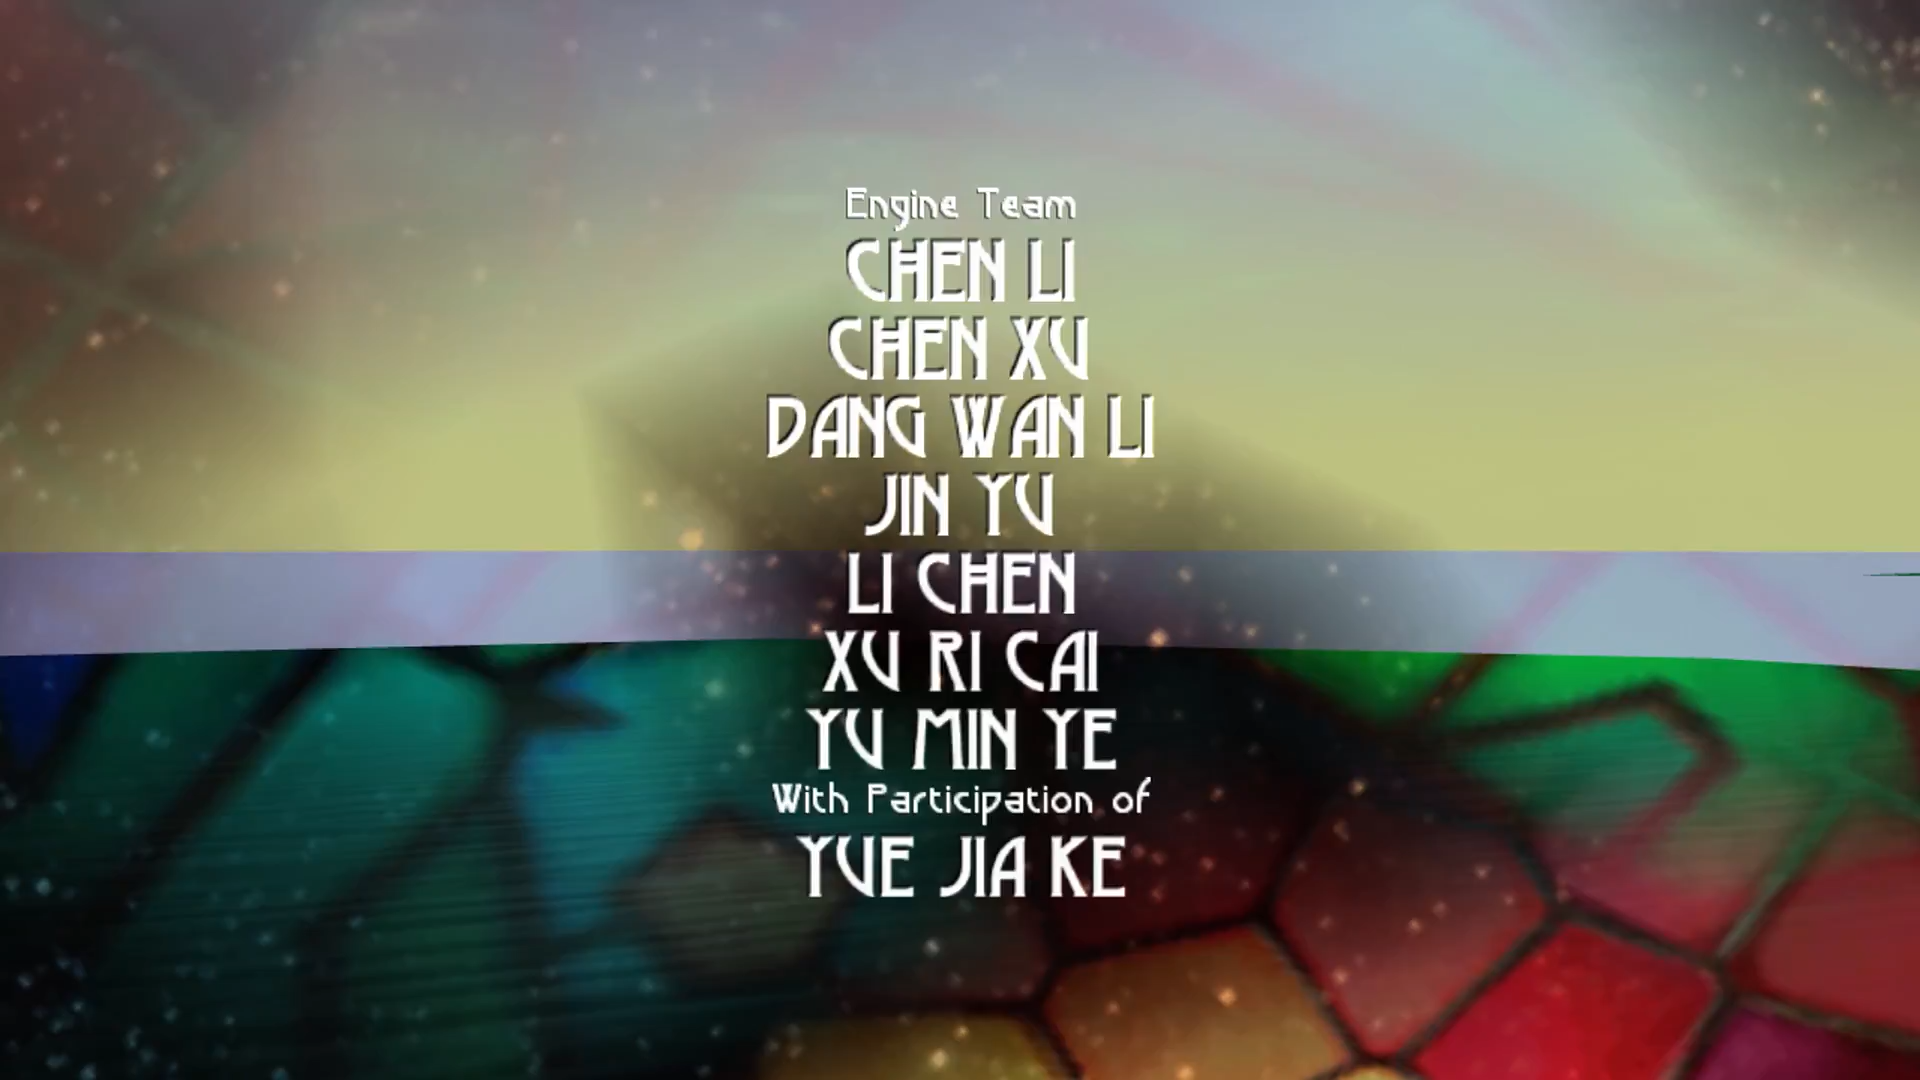 Engine Team
CHEN LI
CHEN XU
DANG WAN LI
JIN YU
LI CHEN
XU RI CAI
YU MIN YE
With Participation of
YUE JIA KE